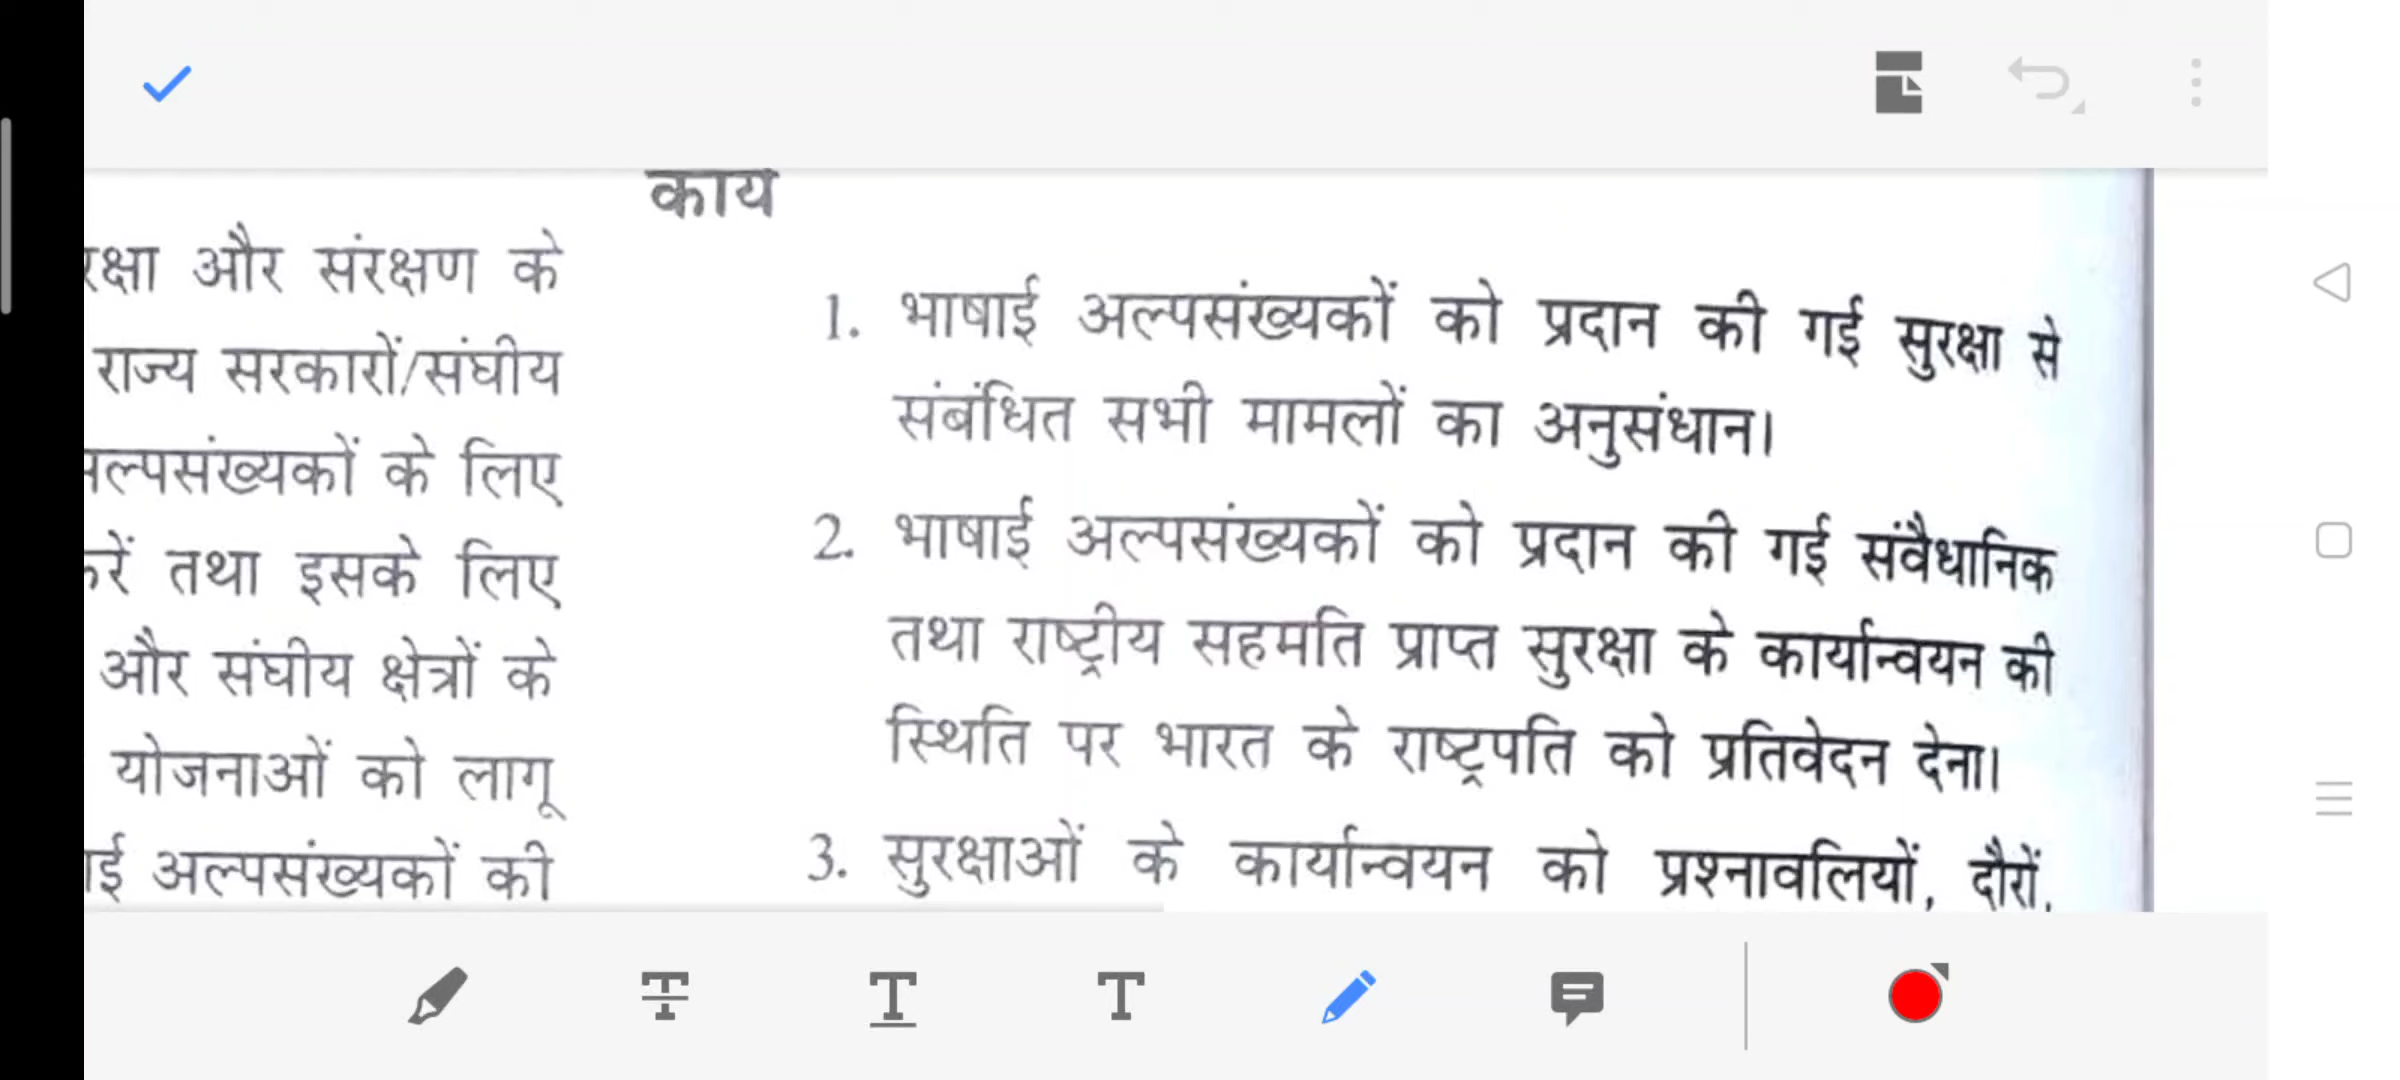 रक्षा और संरक्षण के
राज्य सरकारों/संघीय
अल्पसंख्यकों के लिए
करें तथा इसके लिए
और संघीय क्षेत्रों के
योजनाओं को लागू
अल्पसंख्यकों की
कार्य
1. भाषाई अल्पसंख्यकों को प्रदान की गई सुरक्षा से
संबंधित सभी मामलों का अनुसंधान।
2. भाषाई अल्पसंख्यकों को प्रदान की गई संवैधानिक
तथा राष्ट्रीय सहमति प्राप्त सुरक्षा के कार्यान्वयन की
स्थिति पर भारत के राष्ट्रपति को प्रतिवेदन देना।
3. सुरक्षाओं के कार्यान्वयन को प्रश्नावलियों, दौरों,